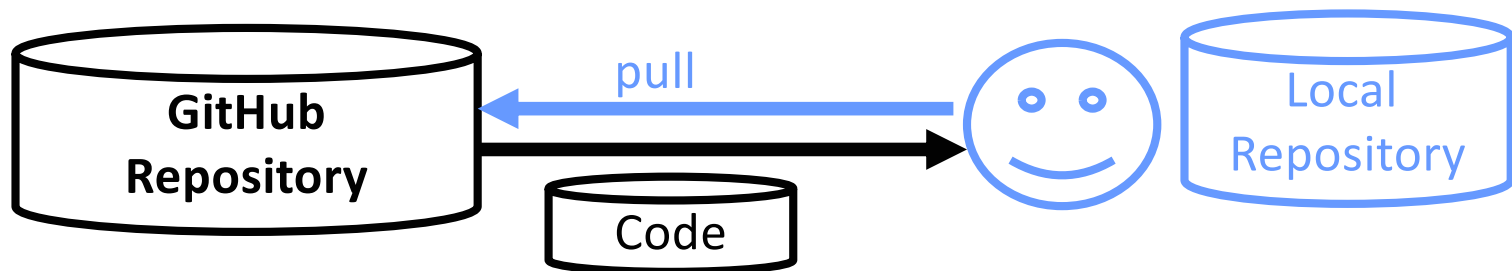 pull
GitHub
Repository
Code
Local
Repository